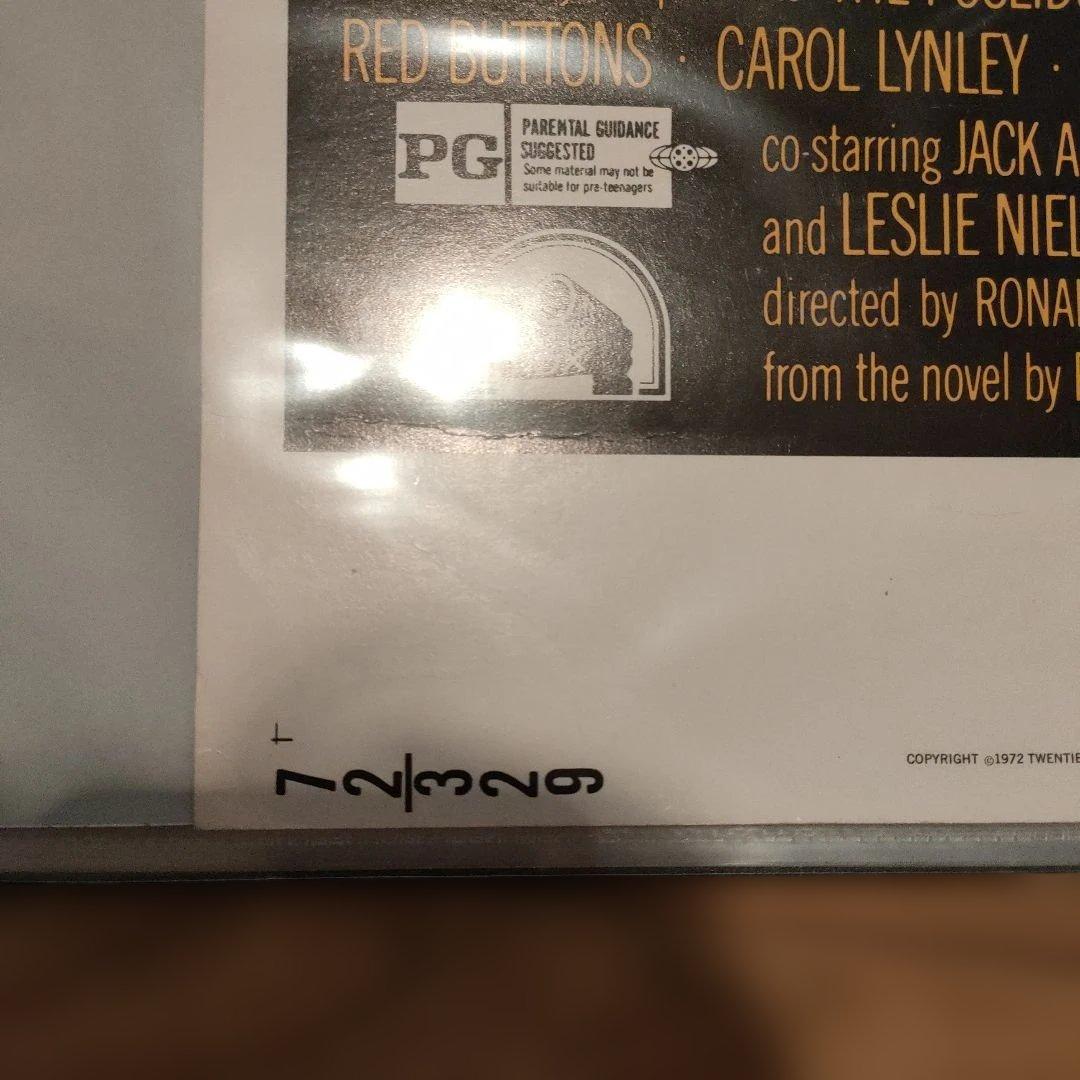 RED BUTTONS · CAROL LYNLEY ·
PG
PARENTAL GUIDANCE
SUGGESTED
Some material may not be
suitable for pre-teenagers
co-starring JACK A
and LESLIE NIEL
directed by RONA
from the novel by
72/329
COPYRIGHT ©1972 TWENTIE